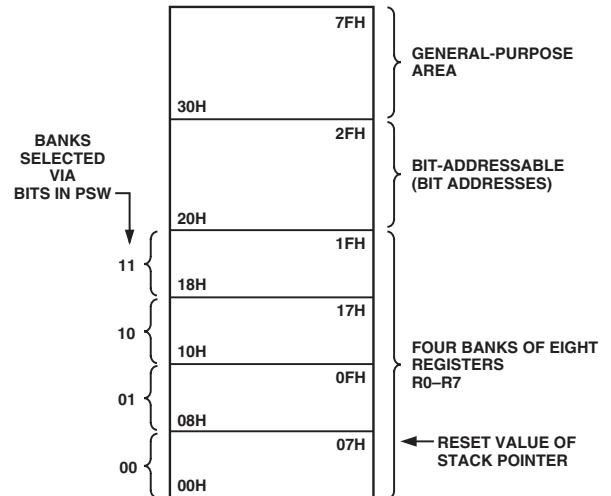 7FH
GENERAL-PURPOSE
AREA
30H
BANKS
SELECTED
VIA
BITS IN PSW
2FH
BIT-ADDRESSABLE
(BIT ADDRESSES)
20H
11
1FH
18H
10
17H
10H
FOUR BANKS OF EIGHT
REGISTERS
R0–R7
01
0FH
08H
00
07H
00H
RESET VALUE OF
STACK POINTER